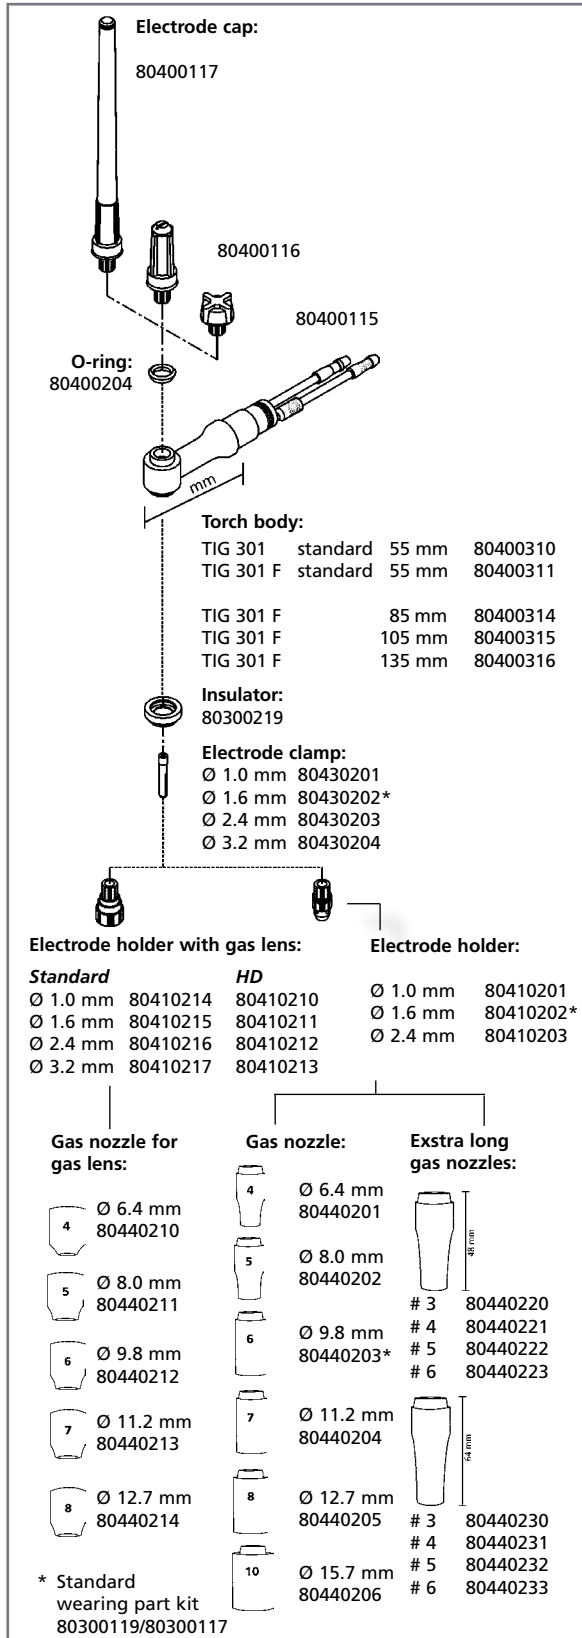 Electrode cap:
80400117
80400116
80400115
O-ring:
80400204
mm
Torch body:
TIG 301 standard 55 mm 80400310
TIG 301 F standard 55 mm 80400311
TIG 301 F 85 mm 80400314
TIG 301 F 105 mm 80400315
TIG 301 F 135 mm 80400316
Insulator:
80300219
Electrode clamp:
Ø 1.0 mm 80430201
Ø 1.6 mm 80430202*
Ø 2.4 mm 80430203
Ø 3.2 mm 80430204
Electrode holder with gas lens:
Standard HD
Ø 1.0 mm 80410214 80410210
Ø 1.6 mm 80410215 80410211
Ø 2.4 mm 80410216 80410212
Ø 3.2 mm 80410217 80410213
Electrode holder:
Ø 1.0 mm 80410201
Ø 1.6 mm 80410202*
Ø 2.4 mm 80410203
Gas nozzle for
gas lens:
4 Ø 6.4 mm
80440210
5 Ø 8.0 mm
80440211
6 Ø 9.8 mm
80440212
7 Ø 11.2 mm
80440213
8 Ø 12.7 mm
80440214
Gas nozzle:
4 Ø 6.4 mm
80440201
5 Ø 8.0 mm
80440202
6 Ø 9.8 mm
80440203*
7 Ø 11.2 mm
80440204
8 Ø 12.7 mm
80440205
10 Ø 15.7 mm
80440206
Exstra long
gas nozzles:
48 mm
# 3 80440220
# 4 80440221
# 5 80440222
# 6 80440223
64 mm
# 3 80440230
# 4 80440231
# 5 80440232
# 6 80440233
* Standard
wearing part kit
80300119/80300117